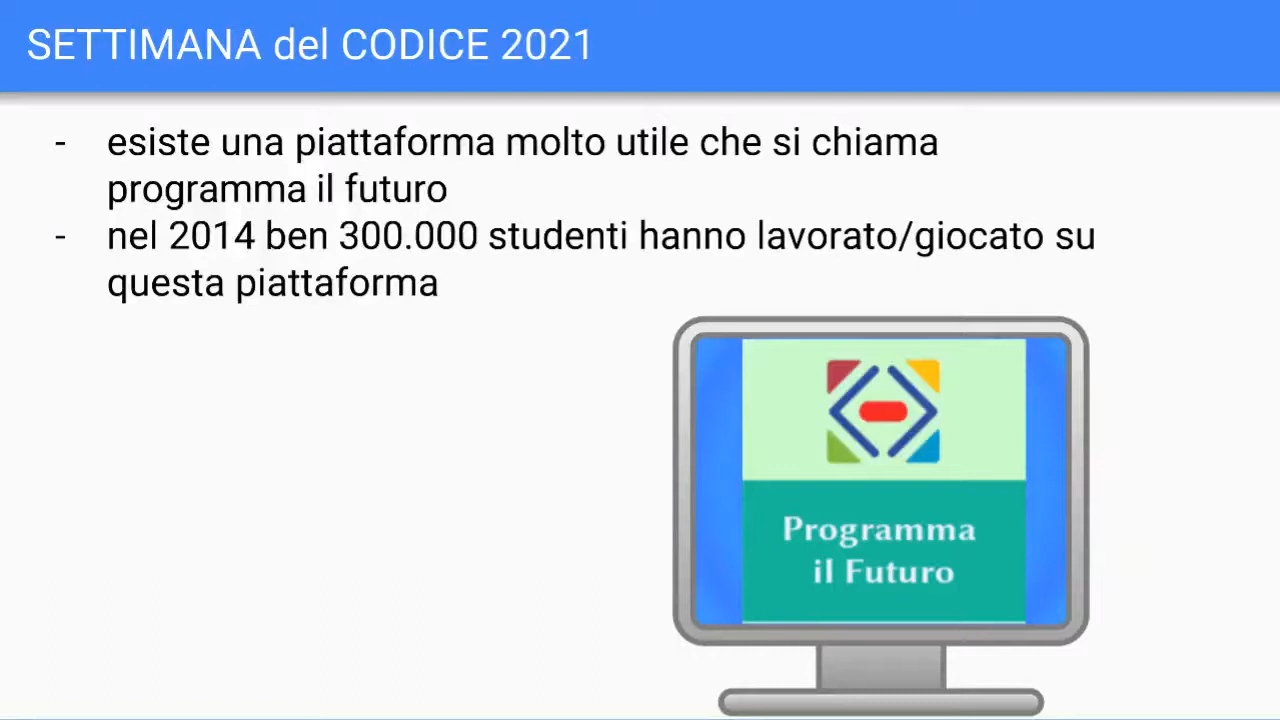 SETTIMANA del CODICE 2021
- esiste una piattaforma molto utile che si chiama
programma il futuro
- nel 2014 ben 300.000 studenti hanno lavorato/giocato su
questa piattaforma
Programma
il Futuro